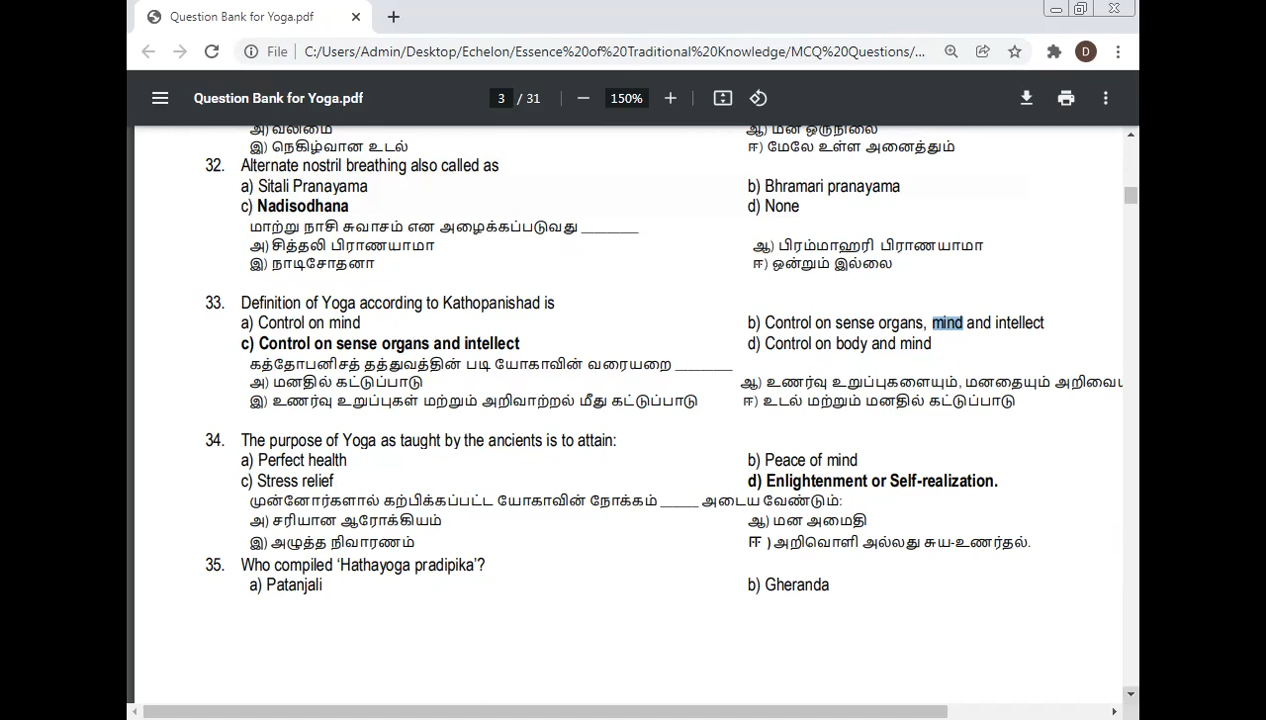 Question Bank for Yoga.pdf
File C:/Users/Admin/Desktop/Echelon/Essence%20of%20Traditional%20Knowledge/MCQ%20Questions/... D
Question Bank for Yoga.pdf 3 / 31 150%
அ) வலிமை ஆ) மன ஒருநிலை
இ) நெகிழ்வான உடல் ஈ) மேலே உள்ள அனைத்தும்
32. Alternate nostril breathing also called as
a) Sitali Pranayama b) Bhramari pranayama
c) Nadisodhana d) None
மாற்று நாசி சுவாசம் என அழைக்கப்படுவது ________
அ) சித்தலி பிராணயாமா ஆ) பிரம்மாஹரி பிராணயாமா
இ) நாடிசோதனா ஈ) ஒன்றும் இல்லை
33. Definition of Yoga according to Kathopanishad is
a) Control on mind b) Control on sense organs, mind and intellect
c) Control on sense organs and intellect d) Control on body and mind
கத்தோபனிசத் தத்துவத்தின் படி யோகாவின் வரையறை ________
அ) மனதில் கட்டுப்பாடு ஆ) உணர்வு உறுப்புகளையும், மனதையும்
இ) உணர்வு உறுப்புகள் மற்றும் அறிவாற்றல் மீது கட்டுப்பாடு ஈ) உடல் மற்றும் மனதில் கட்டுப்பாடு
34. The purpose of Yoga as taught by the ancients is to attain:
a) Perfect health b) Peace of mind
c) Stress relief d) Enlightenment or Self-realization.
முன்னோர்களால் கற்பிக்கப்பட்ட யோகாவின் நோக்கம் _____ அடைய வேண்டும்:
அ) சரியான ஆரோக்கியம் ஆ) மன அமைதி
இ) அழுத்த நிவாரணம் ஈ) அறிவொளி அல்லது சுய-உணர்தல்.
35. Who compiled ‘Hathayoga pradipika’?
a) Patanjali b) Gheranda